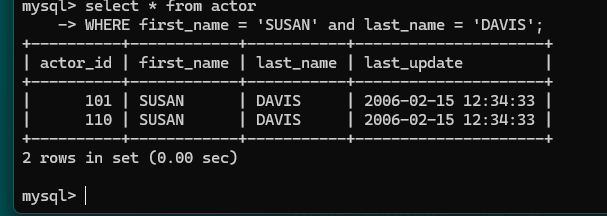 mysql> select * from actor
    -> WHERE first_name = 'SUSAN' and last_name = 'DAVIS';
+----------+------------+-----------+---------------------+
| actor_id | first_name | last_name | last_update         |
+----------+------------+-----------+---------------------+
|      101 | SUSAN      | DAVIS     | 2006-02-15 12:34:33 |
|      110 | SUSAN      | DAVIS     | 2006-02-15 12:34:33 |
+----------+------------+-----------+---------------------+
2 rows in set (0.00 sec)
mysql>